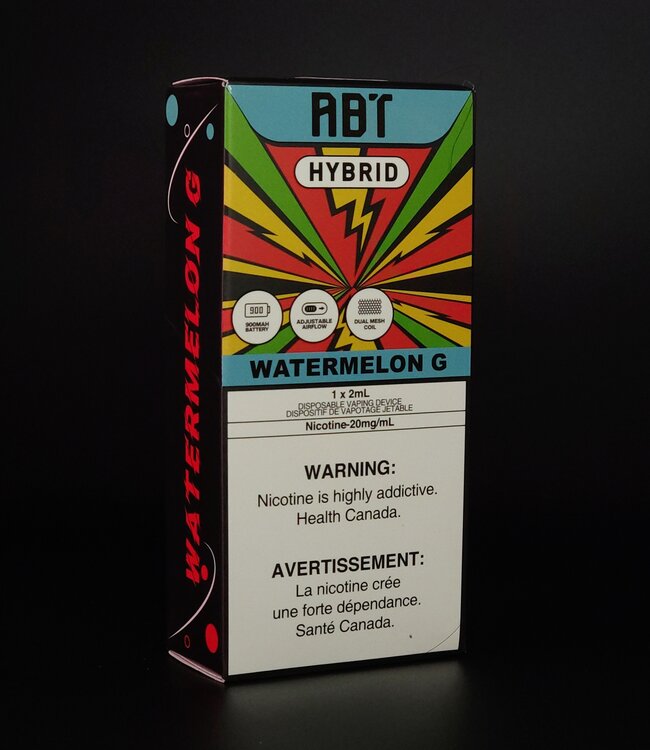 ABT
HYBRID
900
900MAH
BATTERY
ADJUSTABLE
AIRFLOW
DUAL MESH
COIL
WATERMELON G
1 x 2mL
DISPOSABLE VAPING DEVICE
DISPOSITIF DE VAPOTAGE JETABLE
Nicotine-20mg/mL
WARNING:
Nicotine is highly addictive.
Health Canada.
AVERTISSEMENT:
La nicotine crée
une forte dépendance.
Santé Canada.
WATERMELON G